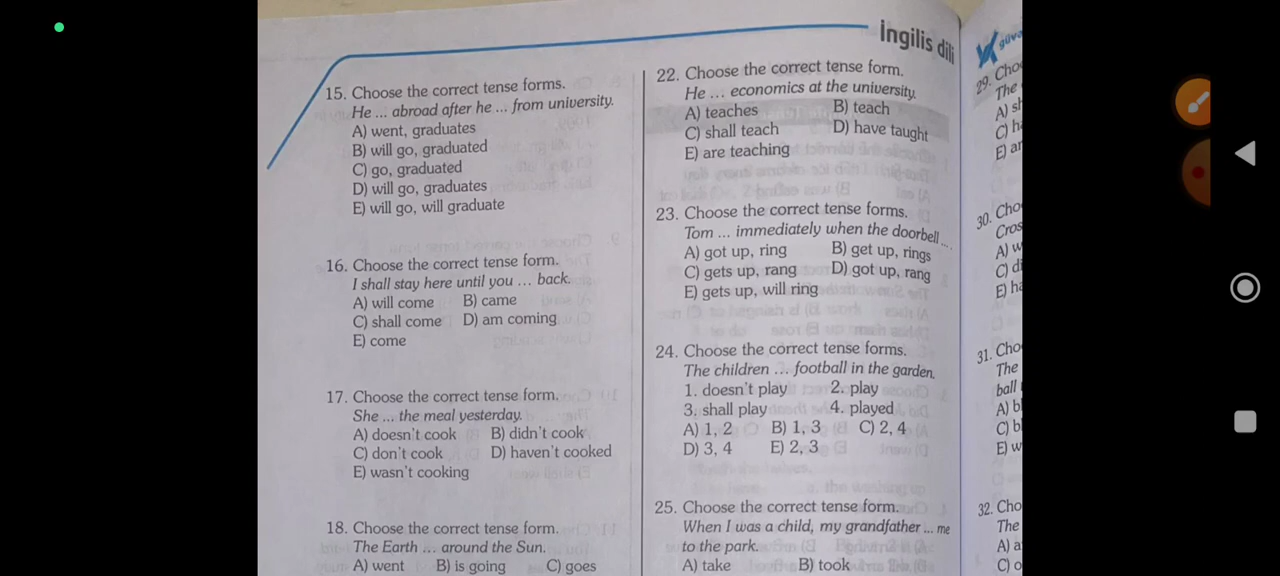 İngilis dili
15. Choose the correct tense forms.
He ... abroad after he ... from university.
A) went, graduates
B) will go, graduated
C) go, graduated
D) will go, graduates
E) will go, will graduate
16. Choose the correct tense form.
I shall stay here until you ... back.
A) will come B) came
C) shall come D) am coming
E) come
17. Choose the correct tense form.
She ... the meal yesterday.
A) doesn't cook B) didn't cook
C) don't cook D) haven't cooked
E) wasn't cooking
18. Choose the correct tense form.
The Earth ... around the Sun.
A) went B) is going C) goes
22. Choose the correct tense form.
He ... economics at the university.
A) teaches B) teach
C) shall teach D) have taught
E) are teaching
23. Choose the correct tense forms.
Tom ... immediately when the doorbell ...
A) got up, ring B) get up, rings
C) gets up, rang D) got up, rang
E) gets up, will ring
24. Choose the correct tense forms.
The children ... football in the garden.
1. doesn't play 2. play
3. shall play 4. played
A) 1, 2 B) 1, 3 C) 2, 4
D) 3, 4 E) 2, 3
25. Choose the correct tense form.
When I was a child, my grandfather ... me
to the park.
A) take B) took
29.
The
30.
31.
The
ball
32.
The